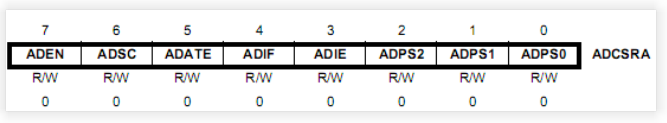 7 6 5 4 3 2 1 0
ADEN ADSC ADATE ADIF ADIE ADPS2 ADPS1 ADPS0 ADCSRA
R/W R/W R/W R/W R/W R/W R/W R/W
0 0 0 0 0 0 0 0